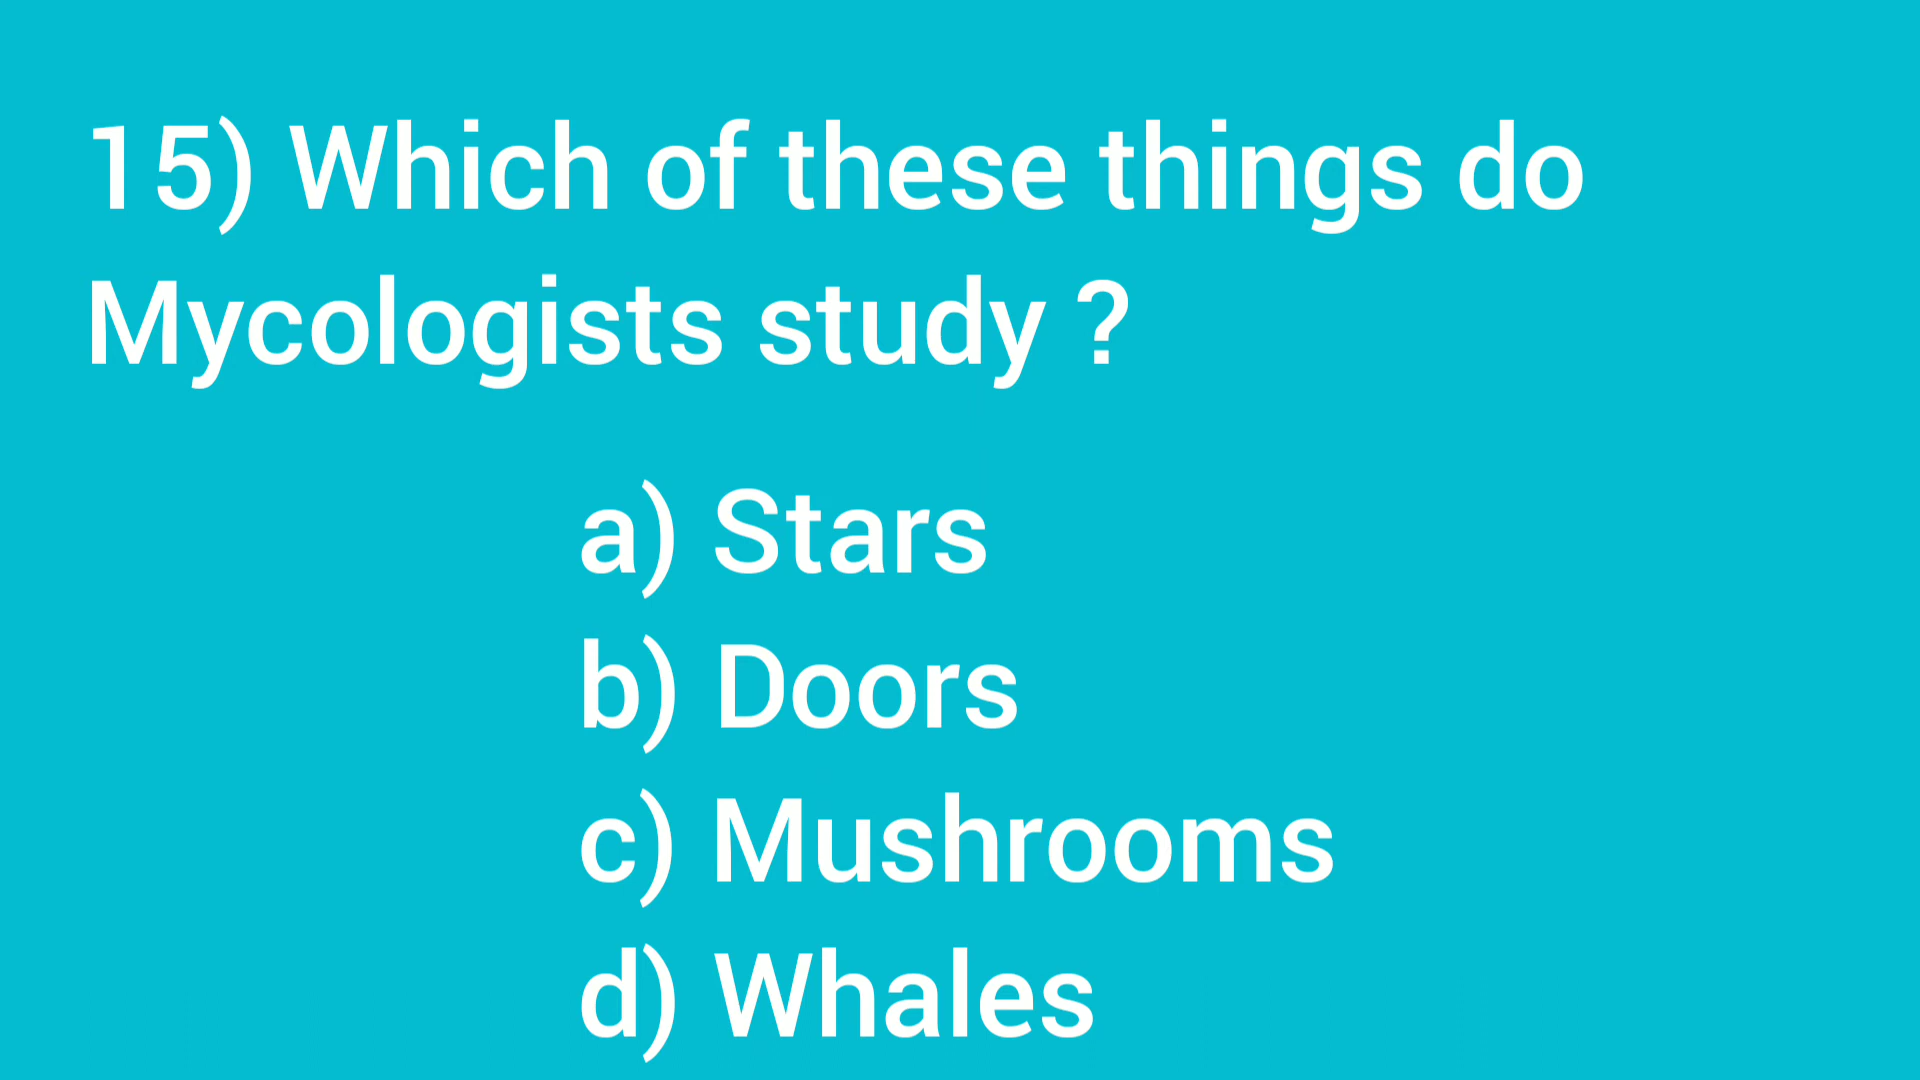 15) Which of these things do
Mycologists study ?
a) Stars
b) Doors
c) Mushrooms
d) Whales